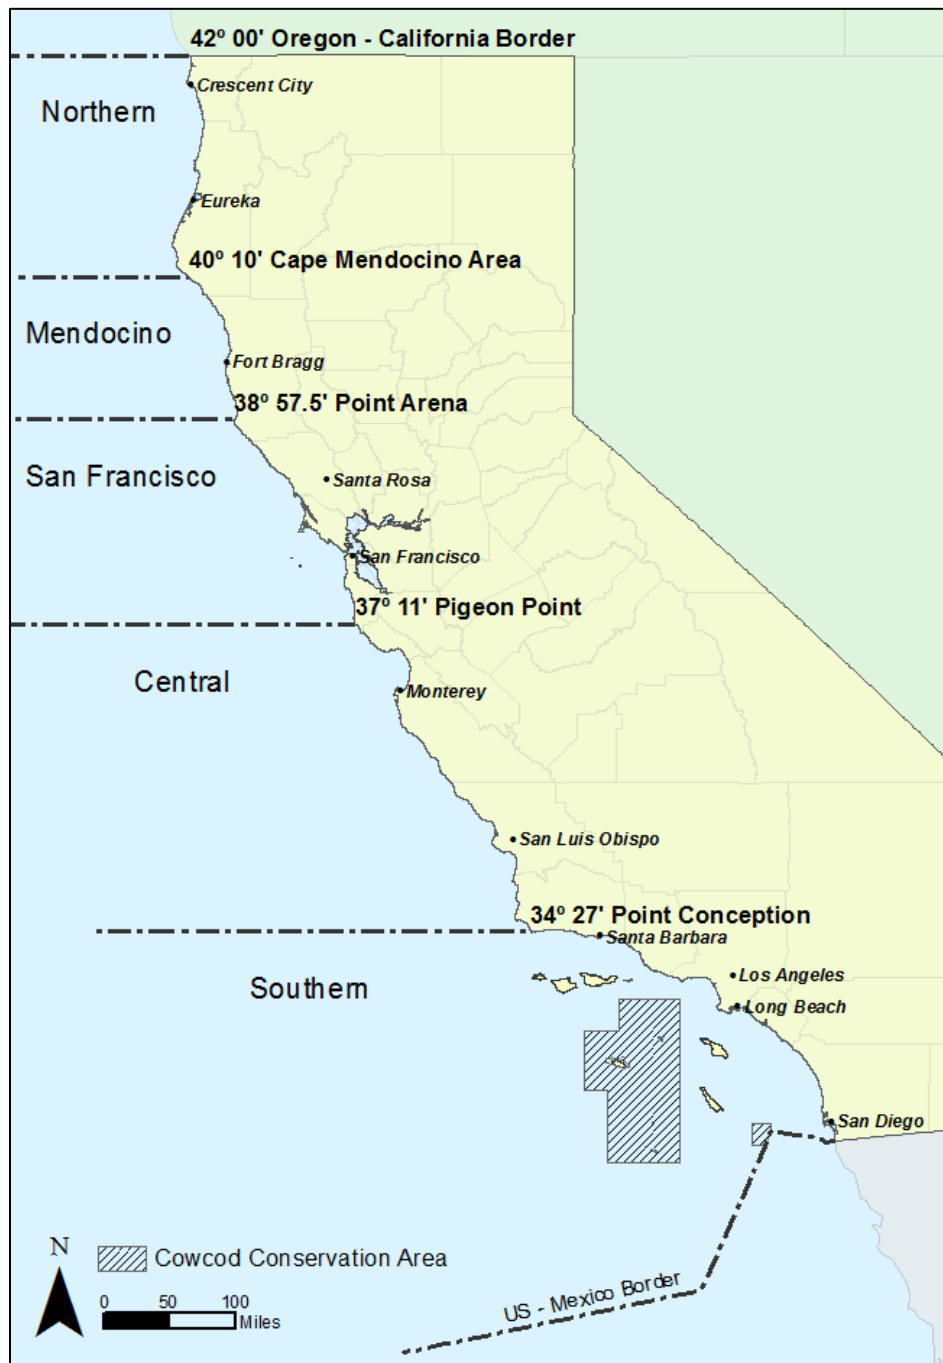 42º 00' Oregon - California Border
Crescent City
Northern
Eureka
40º 10' Cape Mendocino Area
Mendocino
Fort Bragg
38º 57.5' Point Arena
San Francisco
Santa Rosa
San Francisco
37º 11' Pigeon Point
Central
Monterey
San Luis Obispo
34º 27' Point Conception
Santa Barbara
Southern
Los Angeles
Long Beach
San Diego
N
Cowcod Conservation Area
0 50 100
Miles
US - Mexico Border